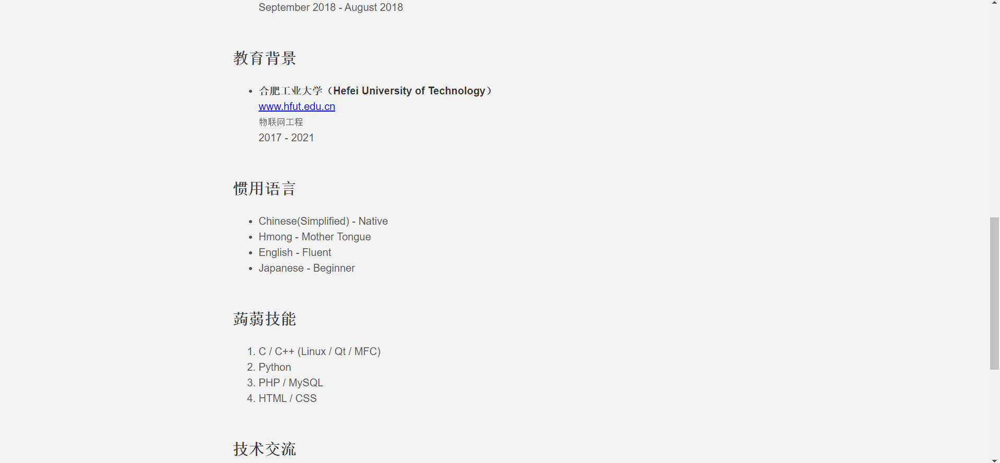 September 2018 - August 2018
教育背景
合肥工业大学（Hefei University of Technology）
www.hfut.edu.cn
物联网工程
2017 - 2021
惯用语言
Chinese(Simplified) - Native
Hmong - Mother Tongue
English - Fluent
Japanese - Beginner
蒟蒻技能
1. C / C++ (Linux / Qt / MFC)
2. Python
3. PHP / MySQL
4. HTML / CSS
技术交流